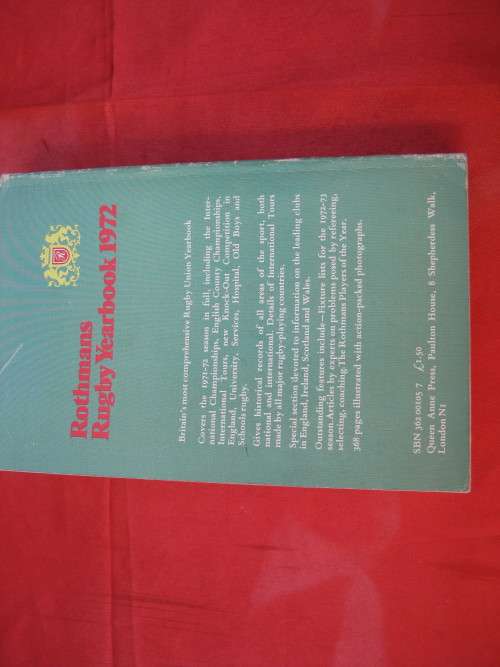 Rothmans
Rugby Yearbook 1972
Britain's most comprehensive Rugby Union Yearbook
Covers the 1971-72 season in full, including the Inter-
national Championships, English County Championships,
International Tours, new Knock-Out Competition in
England, University, Services, Hospital, Old Boys and
Schools rugby.
Gives historical records of all areas of the sport, both
national and international. Details of International Tours
made by all major rugby-playing countries.
Special section devoted to information on the leading clubs
in England, Ireland, Scotland and Wales.
Outstanding features include—Fixture lists for the 1972-73
season. Articles by experts on problems posed by refereeing,
selecting, coaching. The Rothmans Players of the Year.
368 pages illustrated with action-packed photographs.
SBN 362 00105 7 £1.50
Queen Anne Press, Paulton House, 8 Shepherdess Walk,
London N1